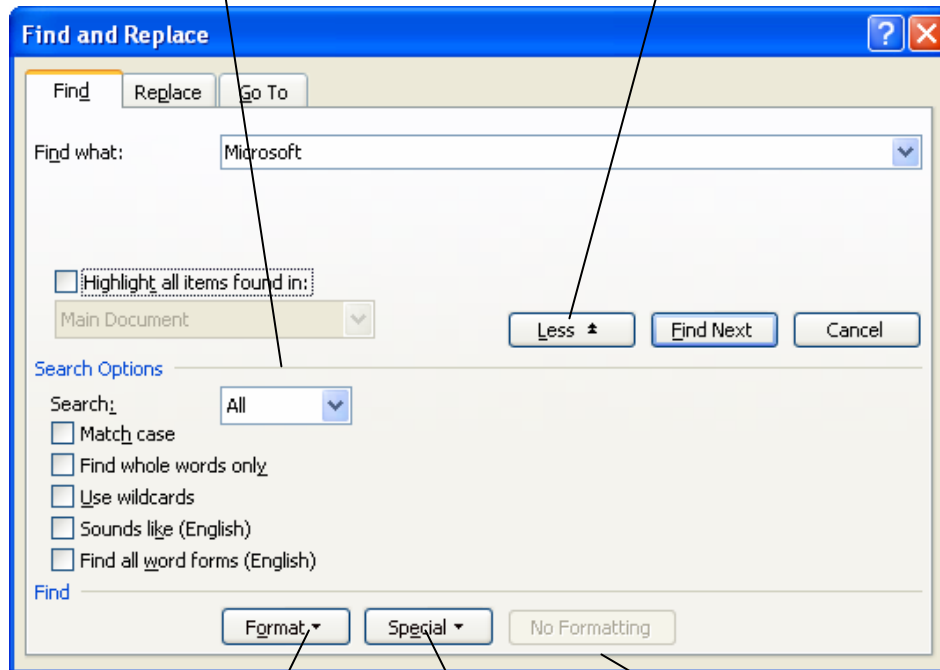 Find and Replace
Find Replace Go To
Find what: Microsoft
Highlight all items found in:
Main Document
Less Find Next Cancel
Search Options
Search: All
Match case
Find whole words only
Use wildcards
Sounds like (English)
Find all word forms (English)
Find
Format Special No Formatting